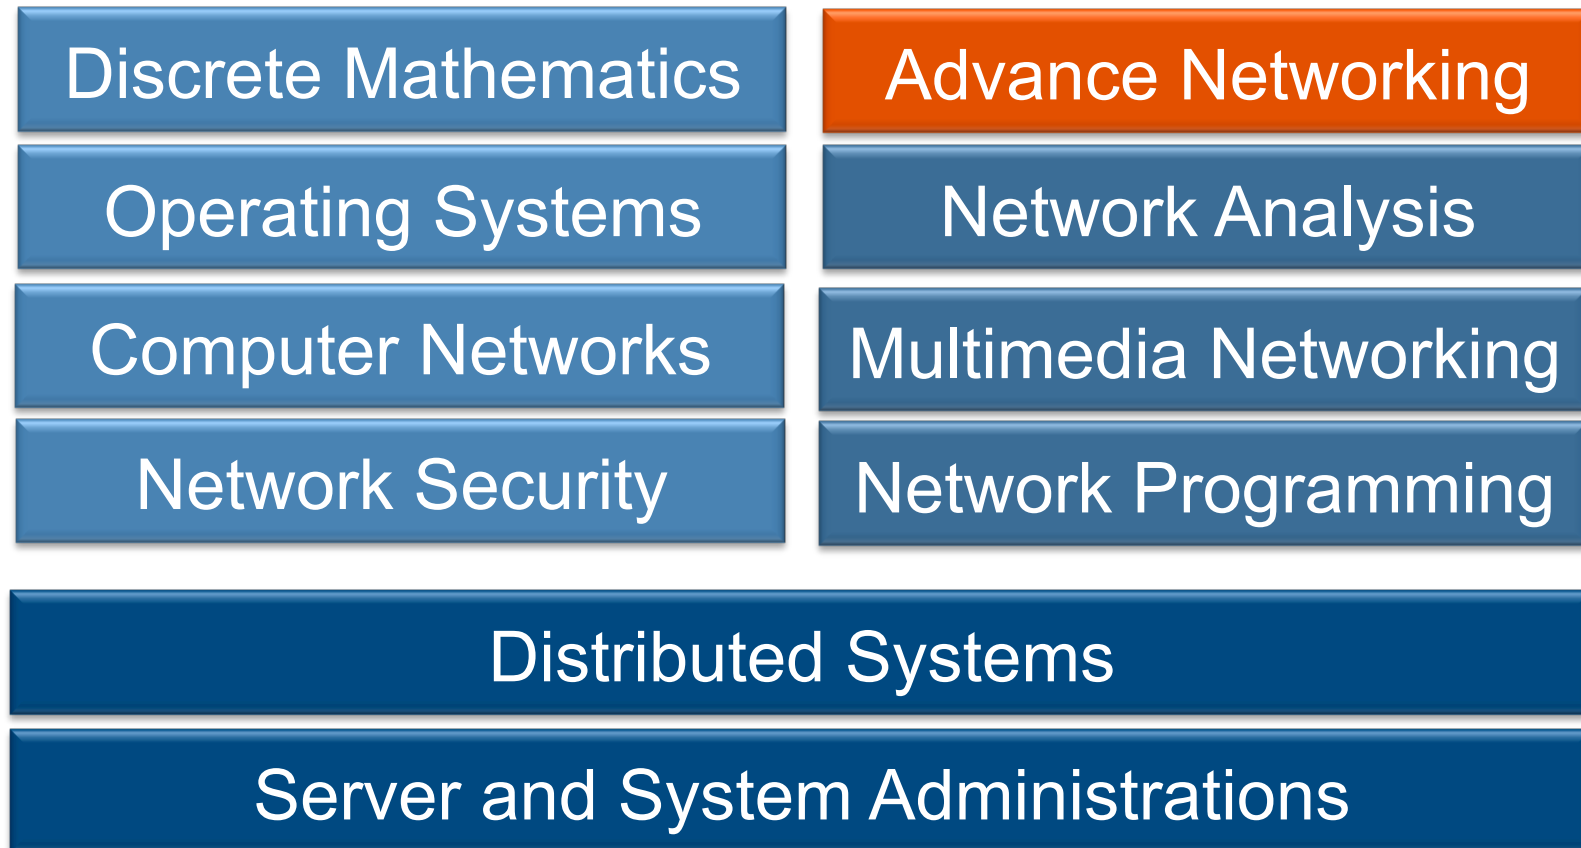 Discrete Mathematics
Operating Systems
Computer Networks
Network Security
Advance Networking
Network Analysis
Multimedia Networking
Network Programming
Distributed Systems
Server and System Administrations